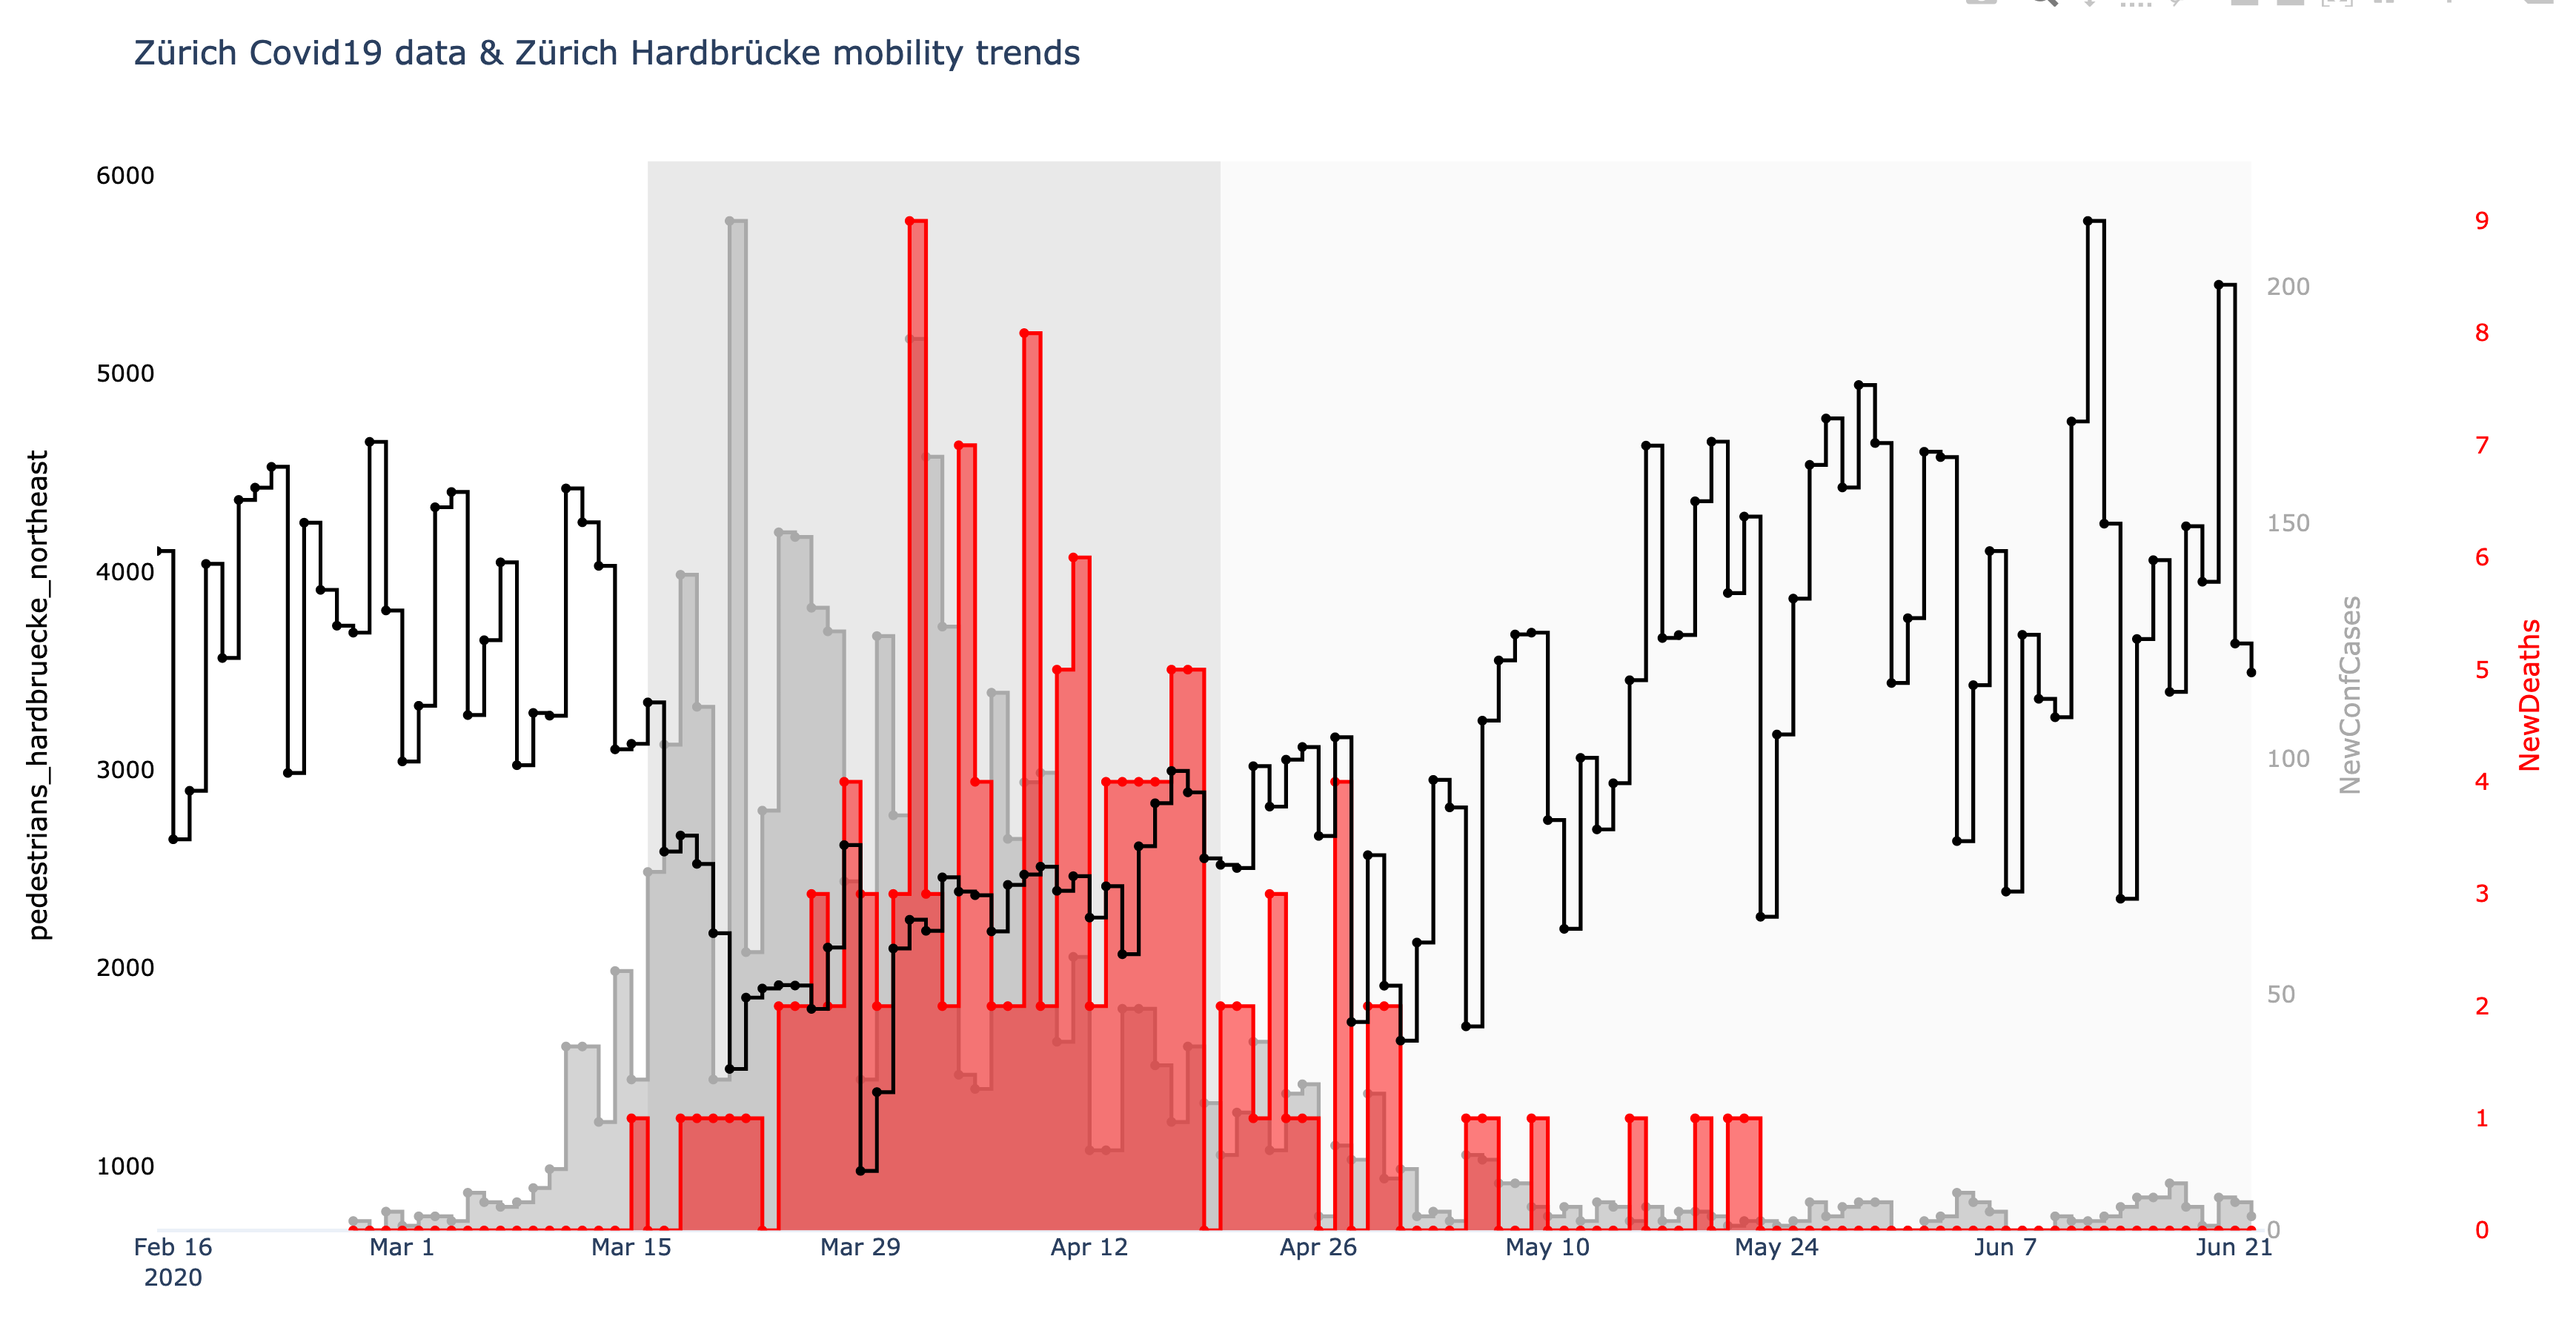 Zürich Covid19 data & Zürich Hardbrücke mobility trends
6000
5000
4000
3000
2000
1000
pedestrians_hardbruecke_northeast
200
150
100
50
0
NewConfCases
9
8
7
6
5
4
3
2
1
0
NewDeaths
Feb 16
2020
Mar 1
Mar 15
Mar 29
Apr 12
Apr 26
May 10
May 24
Jun 7
Jun 21